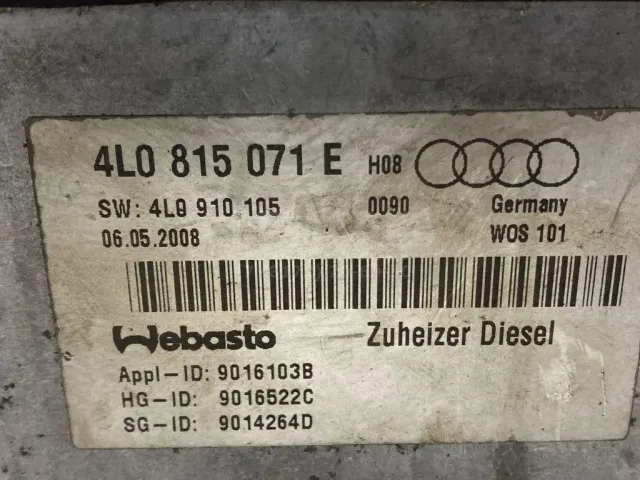 4L0 815 071 E H08
SW: 4L0 910 105 0090 Germany
06.05.2008 WOS 101
Webasto Zuheizer Diesel
Appl-ID: 9016103B
HG-ID: 9016522C
SG-ID: 9014264D